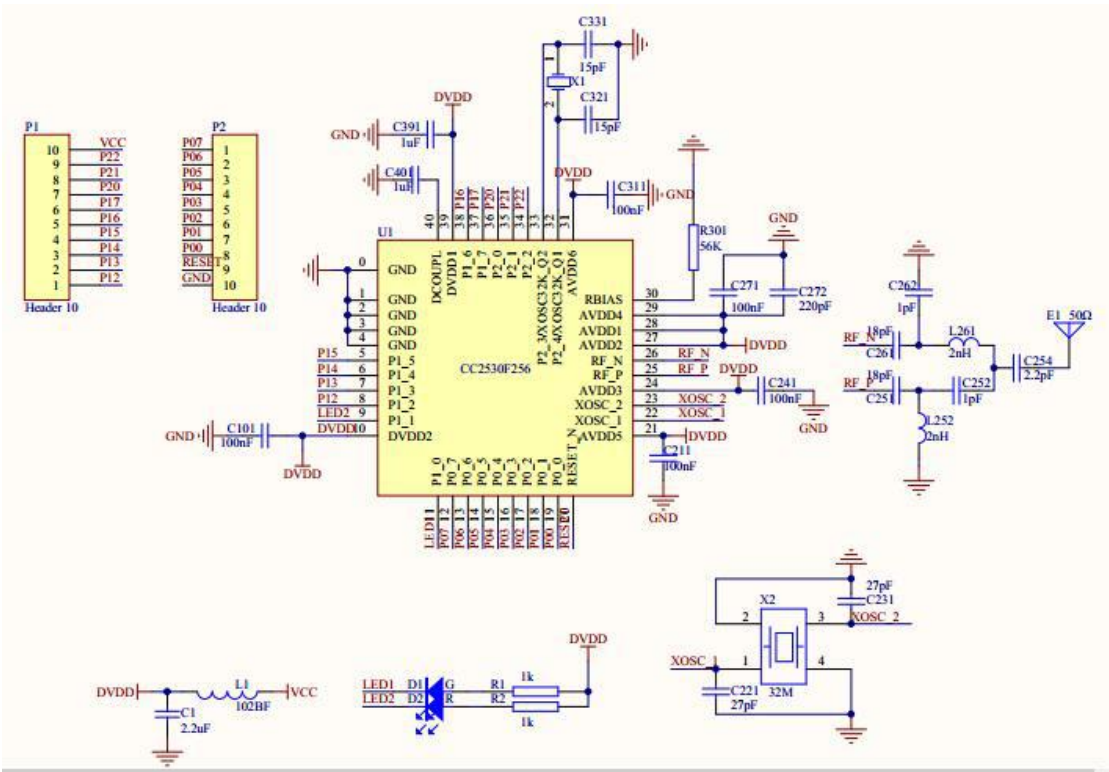 C331
15pF
1
X1
2
C321
15pF
DVDD
GND
C391
1uF
C401
1uF
P1
10
9
8
7
6
5
4
3
2
1
VCC
P22
P21
P20
P17
P16
P15
P14
P13
P12
Header 10
P2
P07
P06
P05
P04
P03
P02
P01
P00
RESET
GND
1
2
3
4
5
6
7
8
9
10
Header 10
P16
P17
P20
P21
P22
40
39
38
37
36
35
34
33
32
31
DVDD
C311
100nF
GND
R301
56K
GND
C271
100nF
C272
220pF
U1
DCOUPL
DVDD1
P1_6
P1_7
P2_0
P2_1
P2_2
P2_3/XOSC32K_Q2
P2_4/XOSC32K_Q1
AVDD6
0 GND
1 GND
2 GND
3 GND
4 GND
P15 5 P1_5
P14 6 P1_4
P13 7 P1_3
P12 8 P1_2
LED2 9 P1_1
DVDD 10 DVDD2
CC2530F256
RBIAS 30
AVDD4 29
AVDD1 28
AVDD2 27 DVDD
RF_N 26 RF_N
RF_P 25 RF_P
AVDD3 24
XOSC_2 23 XOSC_2
XOSC_1 22 XOSC_1
AVDD5 21 DVDD
RESET_N
DVDD
C241
100nF
GND
C211
100nF
GND
GND
C101
100nF
DVDD
P1_0
P0_7
P0_6
P0_5
P0_4
P0_3
P0_2
P0_1
P0_0
11
12
13
14
15
16
17
18
19
20
LED1
P07
P06
P05
P04
P03
P02
P01
P00
C262
1pF
RF_N
18pF
C261
L261
2nH
E1 50Ω
C254
2.2pF
RF_P
18pF
C251
C252
1pF
L252
2nH
27pF
C231
XOSC_2
X2
2
3
1
4
XOSC_1
32M
C221
27pF
DVDD
L1
102BF
VCC
C1
2.2uF
DVDD
LED1 D1 G R1 1k
LED2 D2 R R2 1k